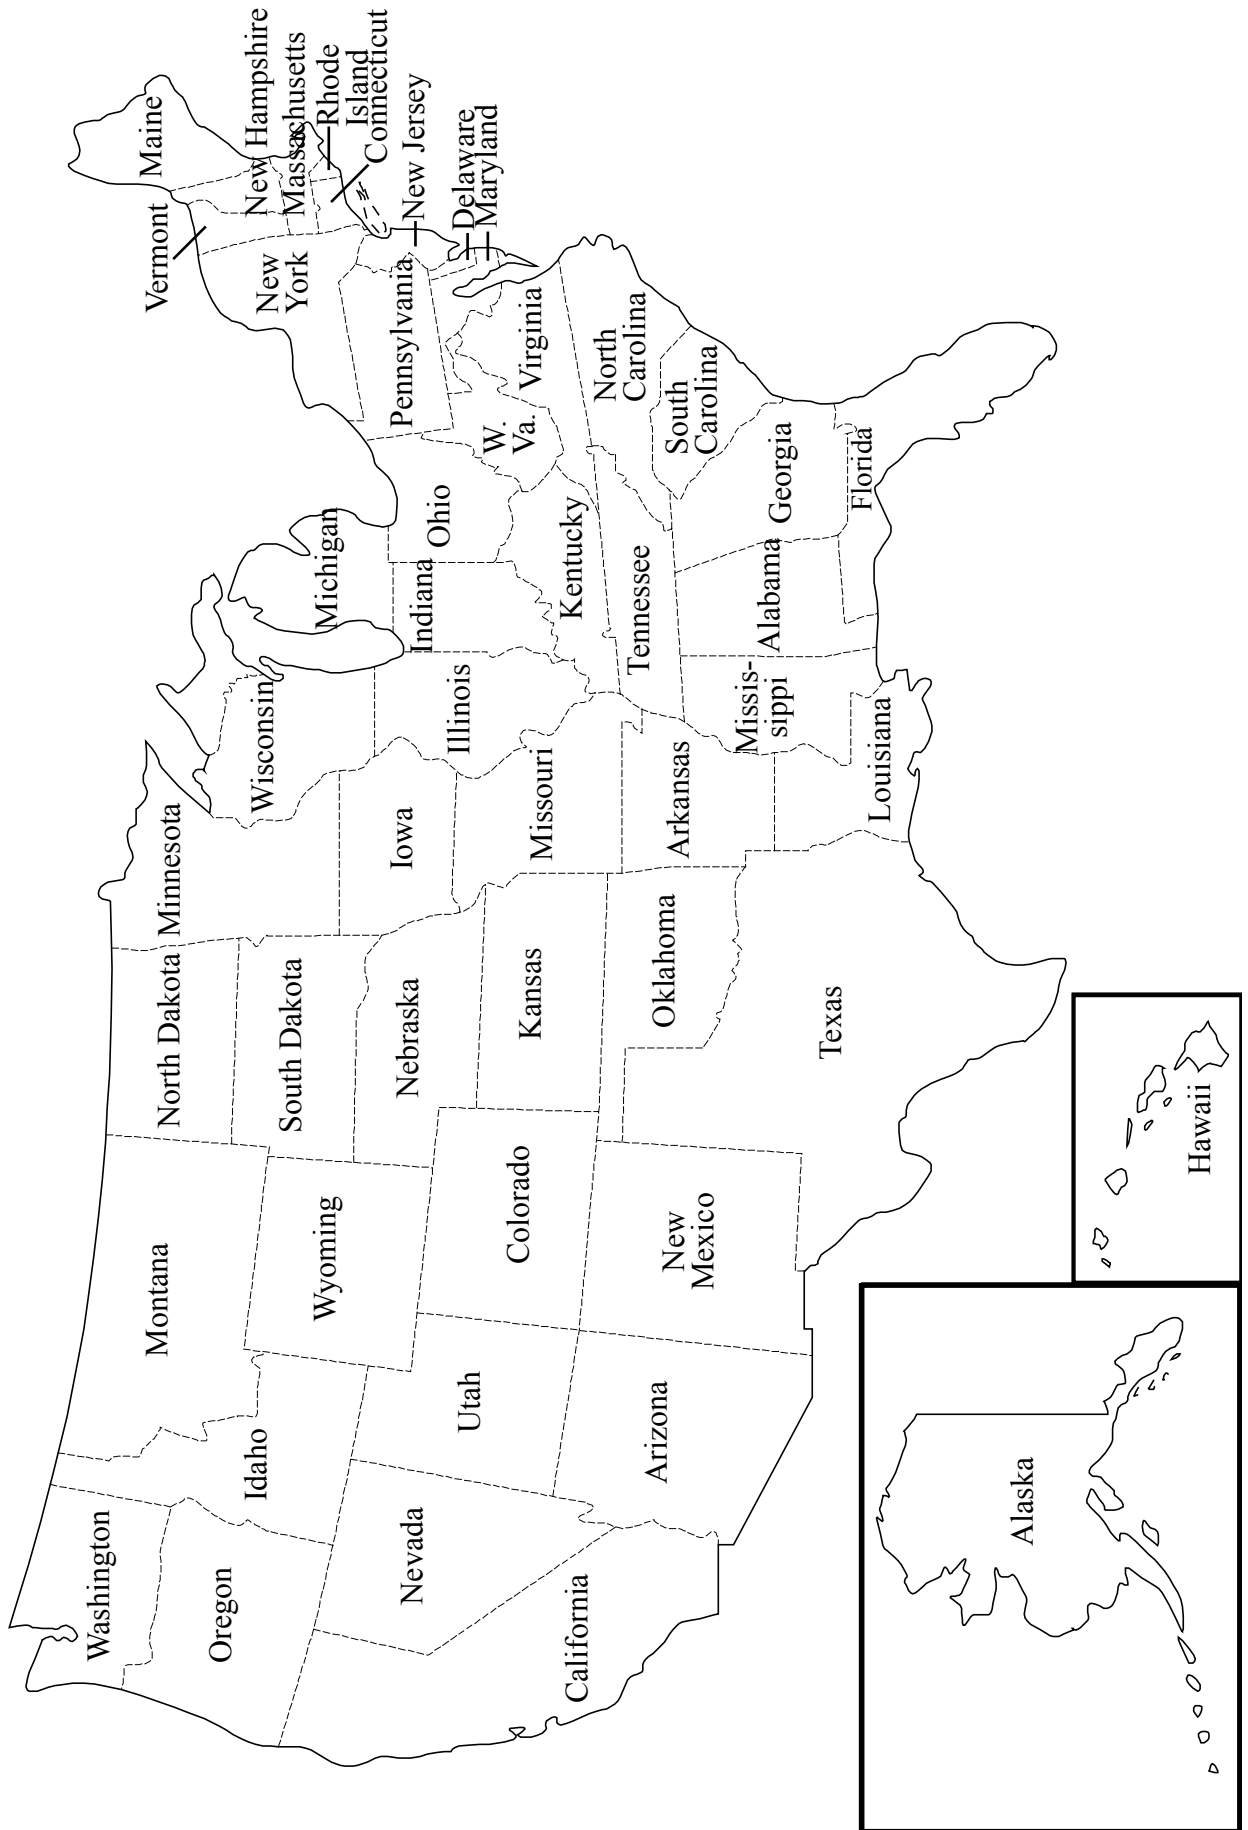 Washington
Oregon
California
Nevada
Idaho
Montana
Wyoming
Utah
Arizona
Colorado
New
Mexico
North Dakota
South Dakota
Nebraska
Kansas
Oklahoma
Texas
Minnesota
Iowa
Missouri
Arkansas
Louisiana
Wisconsin
Illinois
Michigan
Indiana
Ohio
Kentucky
Tennessee
Missis-
sippi
Alabama
Georgia
Florida
South
Carolina
North
Carolina
Virginia
W.
Va.
Pennsylvania
New
York
Vermont
Maine
New Hampshire
Massachusetts
Rhode
Island
Connecticut
New Jersey
Delaware
Maryland
Alaska
Hawaii